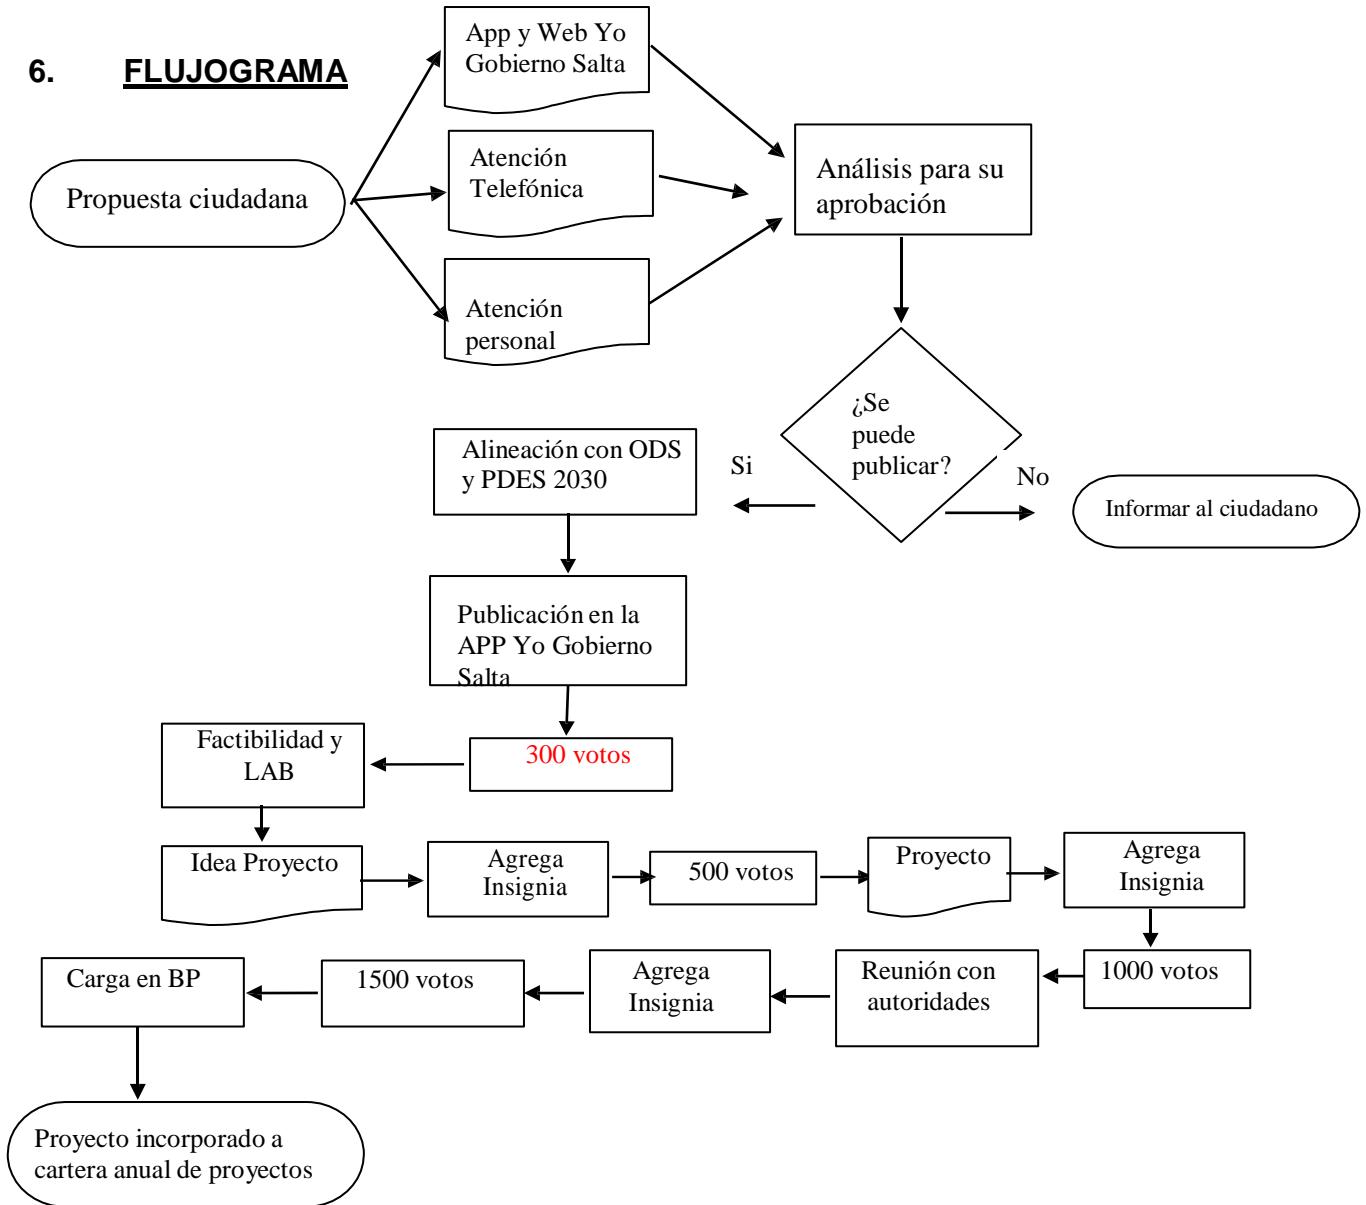 6. FLUJOGRAMA
App y Web Yo
Gobierno Salta
Propuesta ciudadana
Atención
Telefónica
Atención
personal
Análisis para su
aprobación
¿Se
puede
publicar?
Si
No
Informar al ciudadano
Alineación con ODS
y PDES 2030
Publicación en la
APP Yo Gobierno
Salta
300 votos
Factibilidad y
LAB
Idea Proyecto
Agrega
Insignia
500 votos
Proyecto
Agrega
Insignia
1000 votos
Reunión con
autoridades
Agrega
Insignia
1500 votos
Carga en BP
Proyecto incorporado a
cartera anual de proyectos